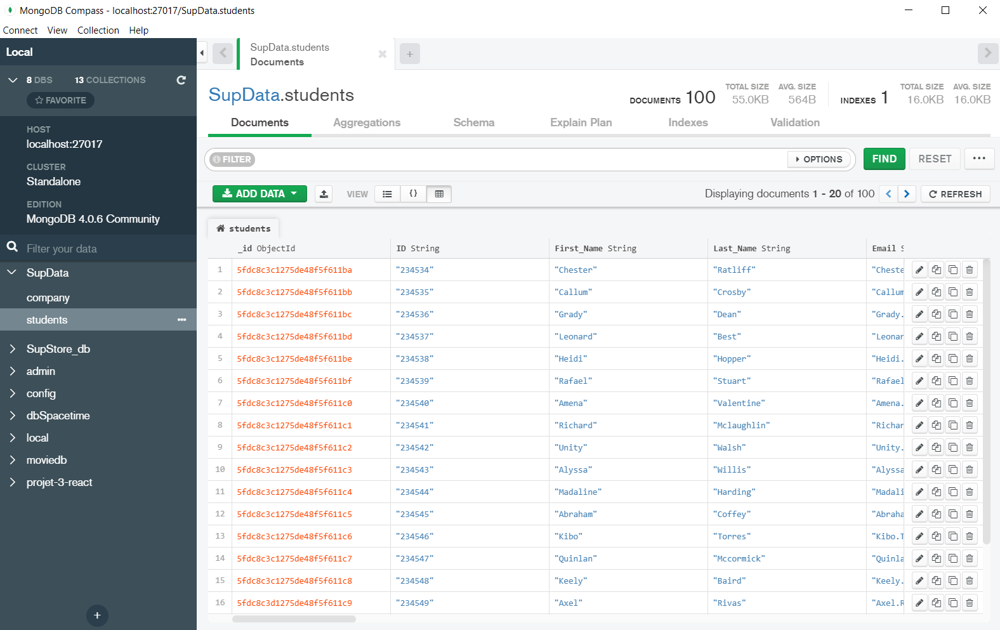 MongoDB Compass - localhost:27017/SupData.students
Connect View Collection Help
Local
8 DBS 13 COLLECTIONS
FAVORITE
HOST
localhost:27017
CLUSTER
Standalone
EDITION
MongoDB 4.0.6 Community
Filter your data
SupData
company
students
SupStore_db
admin
config
dbSpacetime
local
moviedb
projet-3-react
SupData.students
Documents
SupData.students
DOCUMENTS 100 TOTAL SIZE 55.0KB AVG. SIZE 564B INDEXES 1 TOTAL SIZE 16.0KB AVG. SIZE 16.0KB
Documents Aggregations Schema Explain Plan Indexes Validation
FILTER OPTIONS FIND RESET
ADD DATA VIEW Displaying documents 1 - 20 of 100 REFRESH
students
_id ObjectId ID String First_Name String Last_Name String Email S
1 5fdc8c3c1275de48f5f611ba "234534" "Chester" "Ratliff" "Cheste
2 5fdc8c3c1275de48f5f611bb "234535" "Callum" "Crosby" "Callum
3 5fdc8c3c1275de48f5f611bc "234536" "Grady" "Dean" "Grady.
4 5fdc8c3c1275de48f5f611bd "234537" "Leonard" "Best" "Leonar
5 5fdc8c3c1275de48f5f611be "234538" "Heidi" "Hopper" "Heidi.
6 5fdc8c3c1275de48f5f611bf "234539" "Rafael" "Stuart" "Rafael
7 5fdc8c3c1275de48f5f611c0 "234540" "Amena" "Valentine" "Amena.
8 5fdc8c3c1275de48f5f611c1 "234541" "Richard" "Mclaughlin" "Richar
9 5fdc8c3c1275de48f5f611c2 "234542" "Unity" "Walsh" "Unity.
10 5fdc8c3c1275de48f5f611c3 "234543" "Alyssa" "Willis" "Alyssa
11 5fdc8c3c1275de48f5f611c4 "234544" "Madaline" "Harding" "Madali
12 5fdc8c3c1275de48f5f611c5 "234545" "Abraham" "Coffey" "Abraha
13 5fdc8c3c1275de48f5f611c6 "234546" "Kibo" "Torres" "Kibo.T
14 5fdc8c3c1275de48f5f611c7 "234547" "Quinlan" "Mccormick" "Quinla
15 5fdc8c3c1275de48f5f611c8 "234548" "Keely" "Baird" "Keely.
16 5fdc8c3d1275de48f5f611c9 "234549" "Axel" "Rivas" "Axel.R